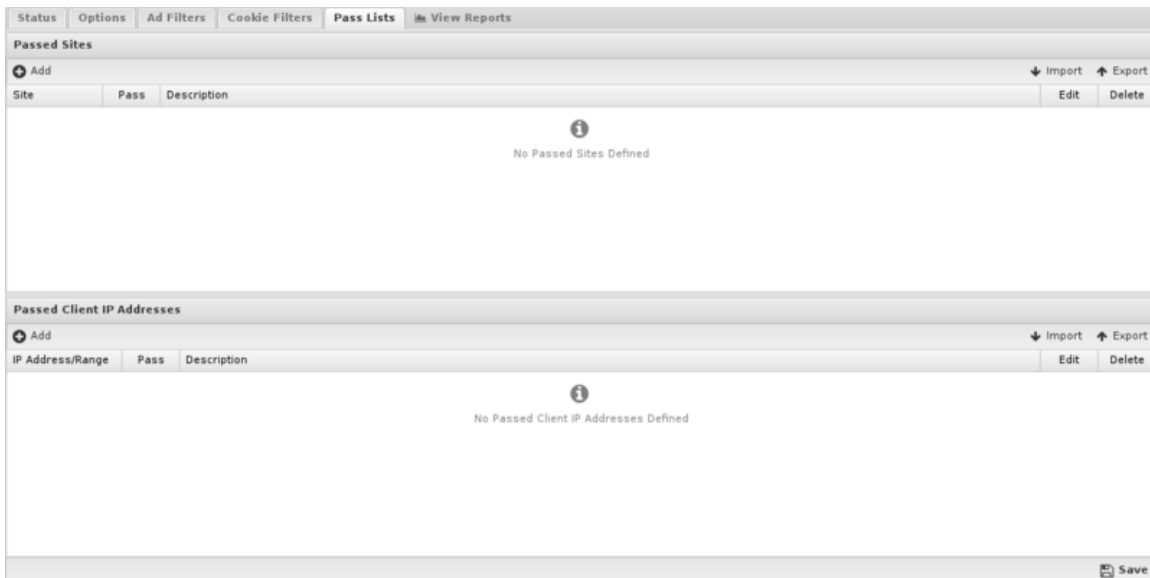 Status Options Ad Filters Cookie Filters Pass Lists View Reports
Passed Sites
Add Import Export
Site Pass Description Edit Delete
No Passed Sites Defined
Passed Client IP Addresses
Add Import Export
IP Address/Range Pass Description Edit Delete
No Passed Client IP Addresses Defined
Save